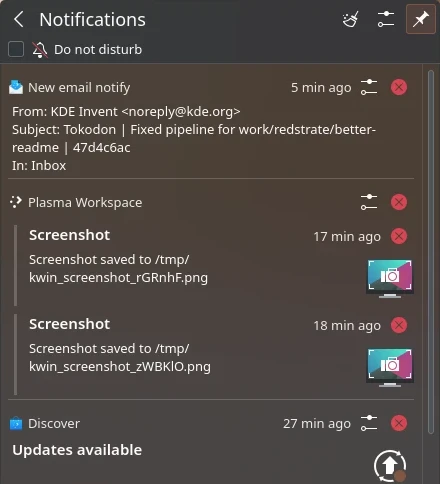 Notifications
Do not disturb
New email notify 5 min ago
From: KDE Invent <noreply@kde.org>
Subject: Tokodon | Fixed pipeline for work/redstrate/better-
readme | 47d4c6ac
In: Inbox
Plasma Workspace
Screenshot 17 min ago
Screenshot saved to /tmp/
kwin_screenshot_rGRnhF.png
Screenshot 18 min ago
Screenshot saved to /tmp/
kwin_screenshot_zWBKlO.png
Discover 27 min ago
Updates available